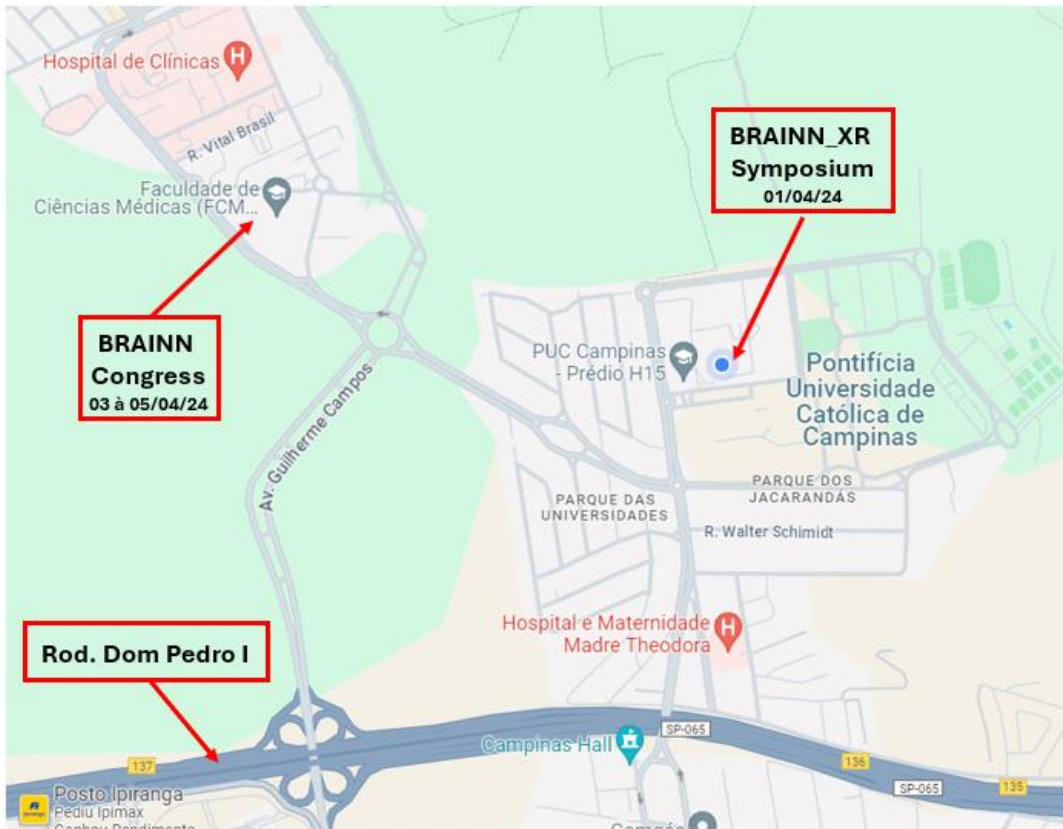 Hospital de Clínicas
H
R. Vital Brasil
Faculdade de
Ciências Médicas (FCM...
BRAINN_XR
Symposium
01/04/24
BRAINN
Congress
03 à 05/04/24
PUC Campinas
- Prédio H15
Pontifícia
Universidade
Católica de
Campinas
Av. Guilherme Campos
PARQUE DAS
UNIVERSIDADES
PARQUE DOS
JACARANDÁS
R. Walter Schimidt
Hospital e Maternidade
Madre Theodora
H
Rod. Dom Pedro I
SP-065
Campinas Hall
137
136
SP-065
135
Posto Ipiranga
Pediu Ipimax
Ganhou Rendimento
Comgás